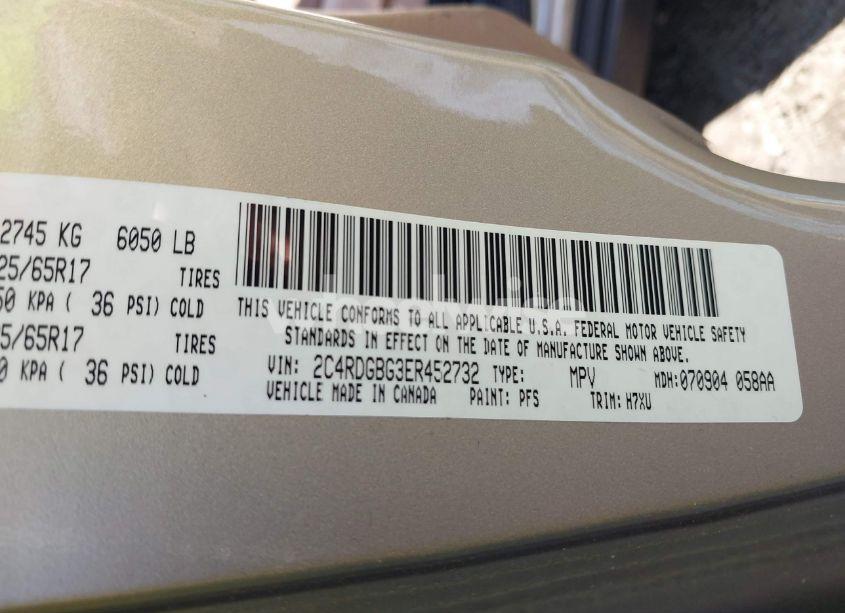 2745 KG 6050 LB
25/65R17 TIRES
50 KPA ( 36 PSI) COLD
5/65R17 TIRES
0 KPA ( 36 PSI) COLD
THIS VEHICLE CONFORMS TO ALL APPLICABLE U.S.A. FEDERAL MOTOR VEHICLE SAFETY
STANDARDS IN EFFECT ON THE DATE OF MANUFACTURE SHOWN ABOVE.
VIN: 2C4RDGBG3ER452732 TYPE: MPV MDH:070904 058AA
VEHICLE MADE IN CANADA PAINT: PFS TRIM: H7XU